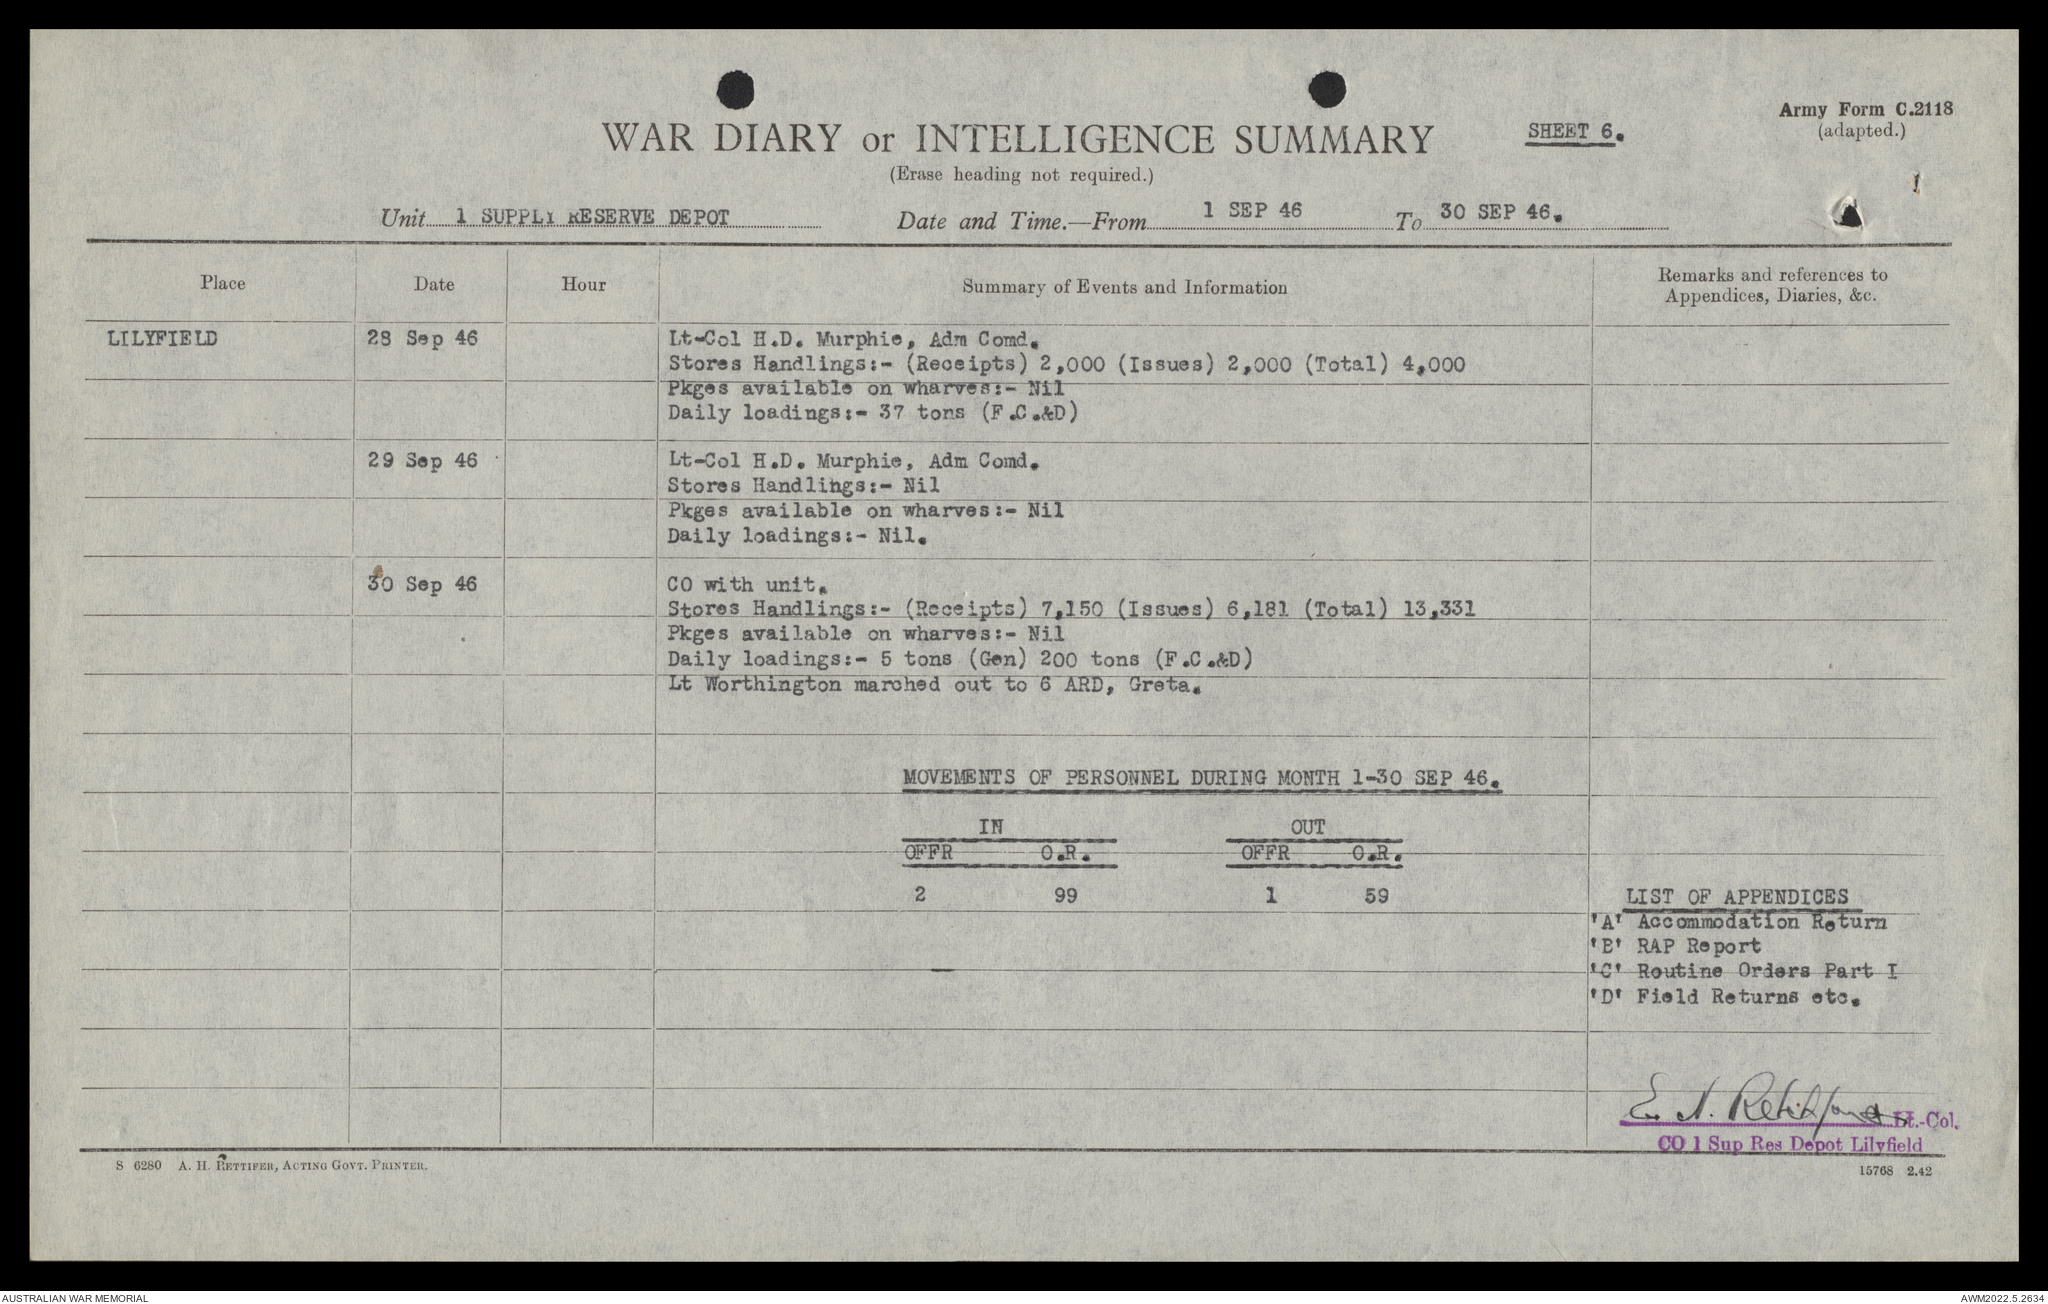 Army Form C.2118
(adapted.)
WAR DIARY or INTELLIGENCE SUMMARY
SHEET 6.
(Erase heading not required.)
Unit 1 SUPPLY RESERVE DEPOT Date and Time.—From 1 SEP 46 To 30 SEP 46.
Place Date Hour Summary of Events and Information Remarks and references to Appendices, Diaries, &c.
LILYFIELD 28 Sep 46 Lt-Col H.D. Murphie, Adm Comd.
Stores Handlings:- (Receipts) 2,000 (Issues) 2,000 (Total) 4,000
Pkges available on wharves:- Nil
Daily loadings:- 37 tons (F.C.&D)
29 Sep 46 Lt-Col H.D. Murphie, Adm Comd.
Stores Handlings:- Nil
Pkges available on wharves:- Nil
Daily loadings:- Nil.
30 Sep 46 CO with unit.
Stores Handlings:- (Receipts) 7,150 (Issues) 6,181 (Total) 13,331
Pkges available on wharves:- Nil
Daily loadings:- 5 tons (Gen) 200 tons (F.C.&D)
Lt Worthington marched out to 6 ARD, Greta.
MOVEMENTS OF PERSONNEL DURING MONTH 1-30 SEP 46.
IN OUT
OFFR O.R. OFFR O.R.
2 99 1 59
LIST OF APPENDICES
'A' Accommodation Return
'B' RAP Report
'C' Routine Orders Part I
'D' Field Returns etc.
E. N. Lt.-Col.
CO 1 Sup Res Depot Lilyfield
S 6280 A. H. PETTIFER, ACTING GOVT. PRINTER.
15768 2.42
AUSTRALIAN WAR MEMORIAL
AWM2022.5.2634